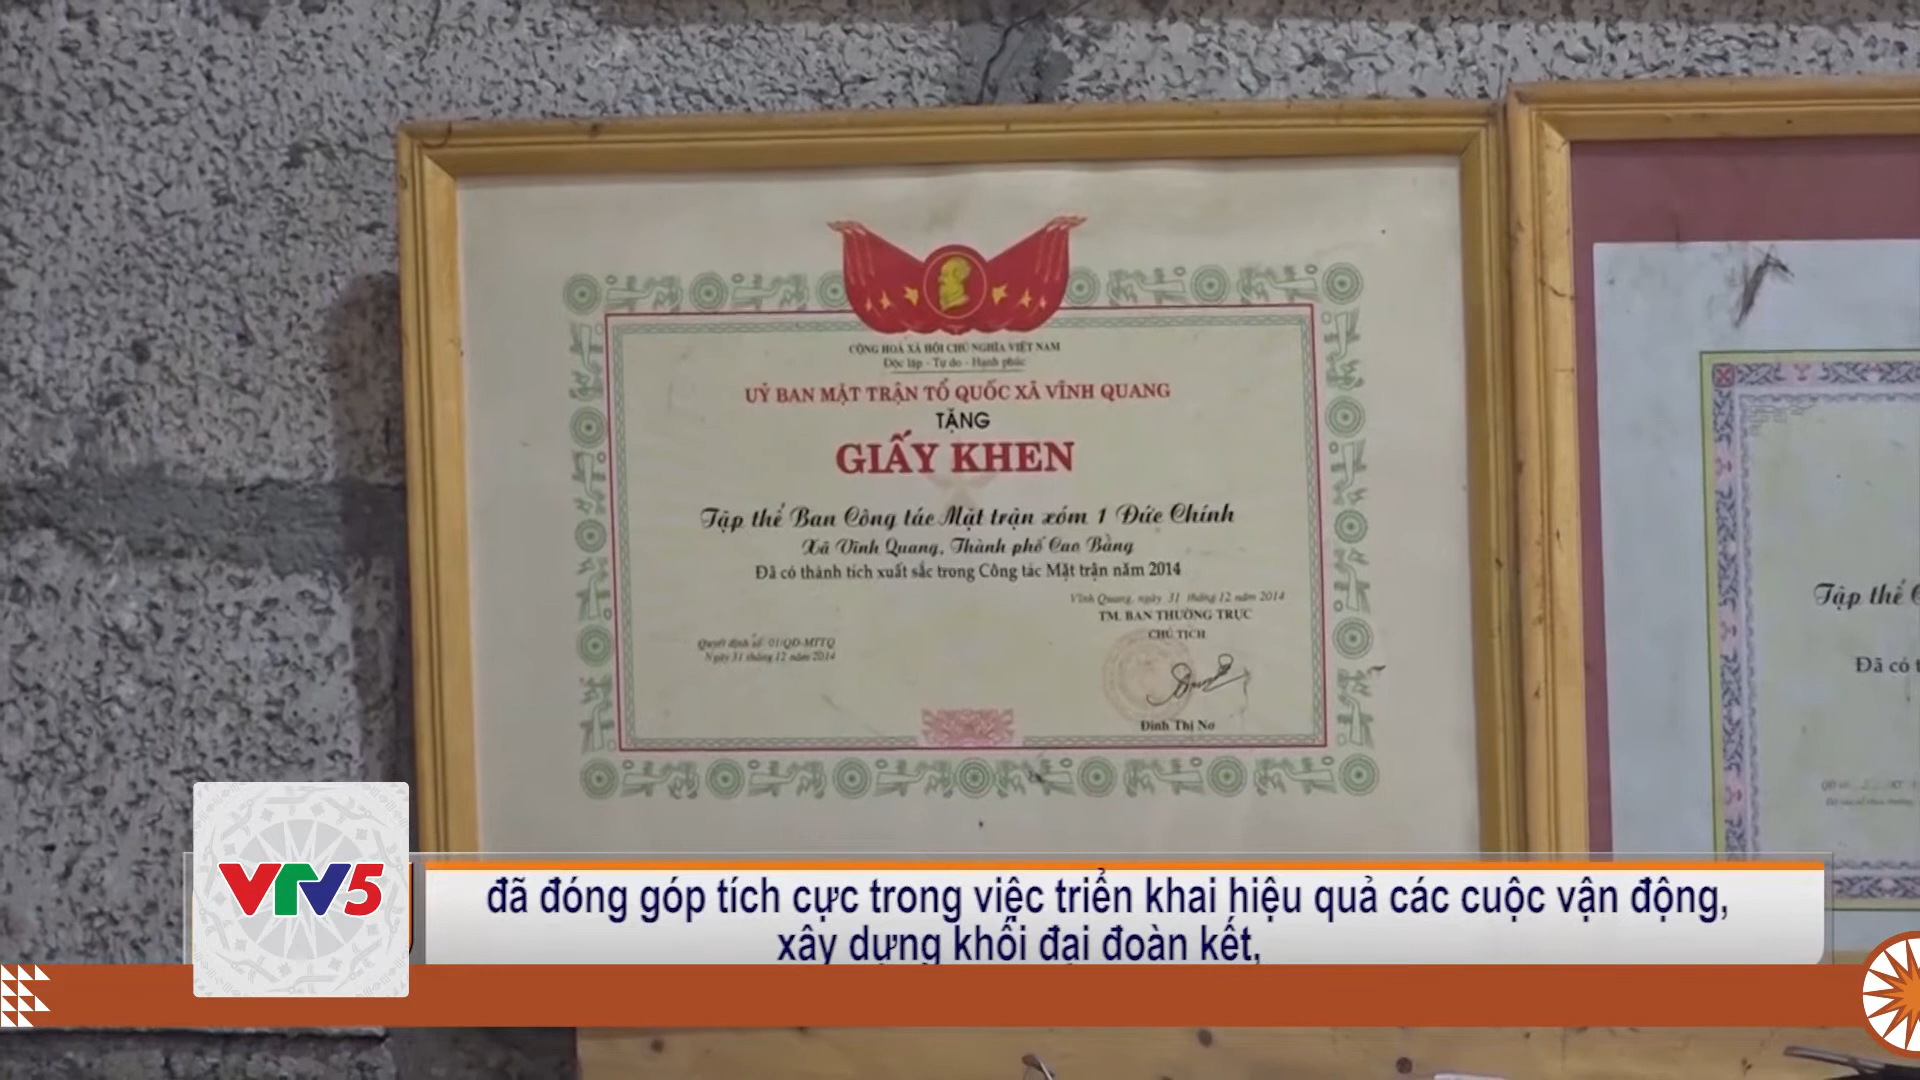 CỘNG HOÀ XÃ HỘI CHỦ NGHĨA VIỆT NAM
Độc lập - Tự do - Hạnh phúc
UỶ BAN MẶT TRẬN TỔ QUỐC XÃ VĨNH QUANG
TẶNG
GIẤY KHEN
Tập thể Ban Công tác Mặt trận xóm 1 Đức Chính
Xã Vĩnh Quang, Thành phố Cao Bằng
Đã có thành tích xuất sắc trong Công tác Mặt trận năm 2014
Vĩnh Quang, ngày 31 tháng 12 năm 2014
TM. BAN THƯỜNG TRỰC
CHỦ TỊCH
Quyết định số: 01/QĐ-MTTQ
Ngày 31 tháng 12 năm 2014
Đinh Thị Nơ
Tập thể
Đã có
VTV5
đã đóng góp tích cực trong việc triển khai hiệu quả các cuộc vận động,
xây dựng khối đại đoàn kết,